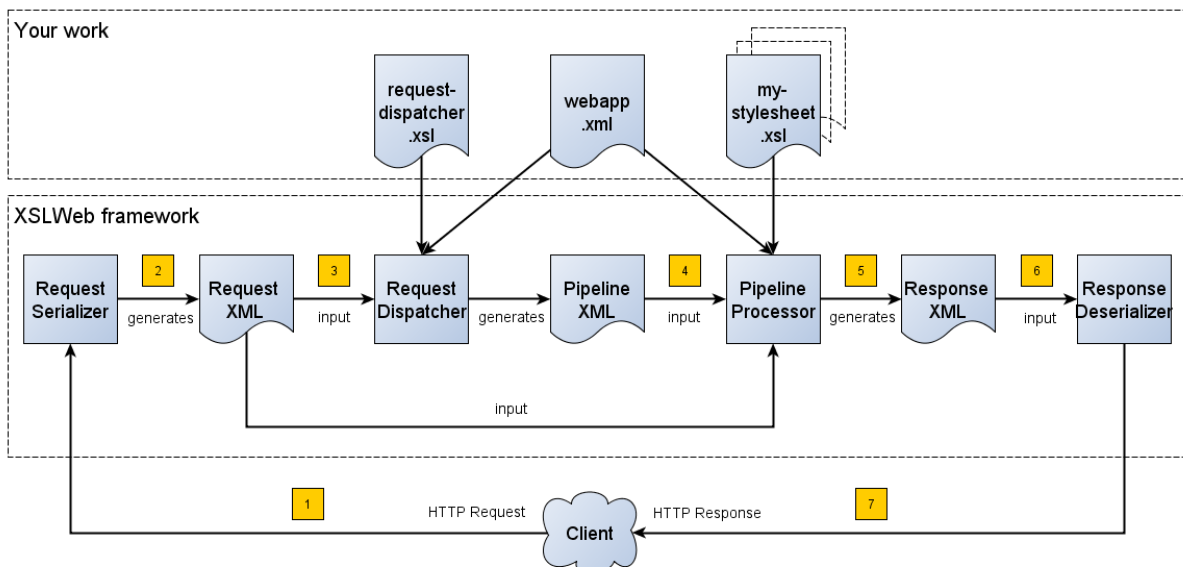 Your work
request-
dispatcher
.xsl
webapp
.xml
my-
stylesheet
.xsl
XSLWeb framework
Request
Serializer
2
generates
Request
XML
3
input
Request
Dispatcher
generates
Pipeline
XML
4
input
Pipeline
Processor
5
generates
Response
XML
6
input
Response
Deserializer
input
1
HTTP Request
Client
HTTP Response
7